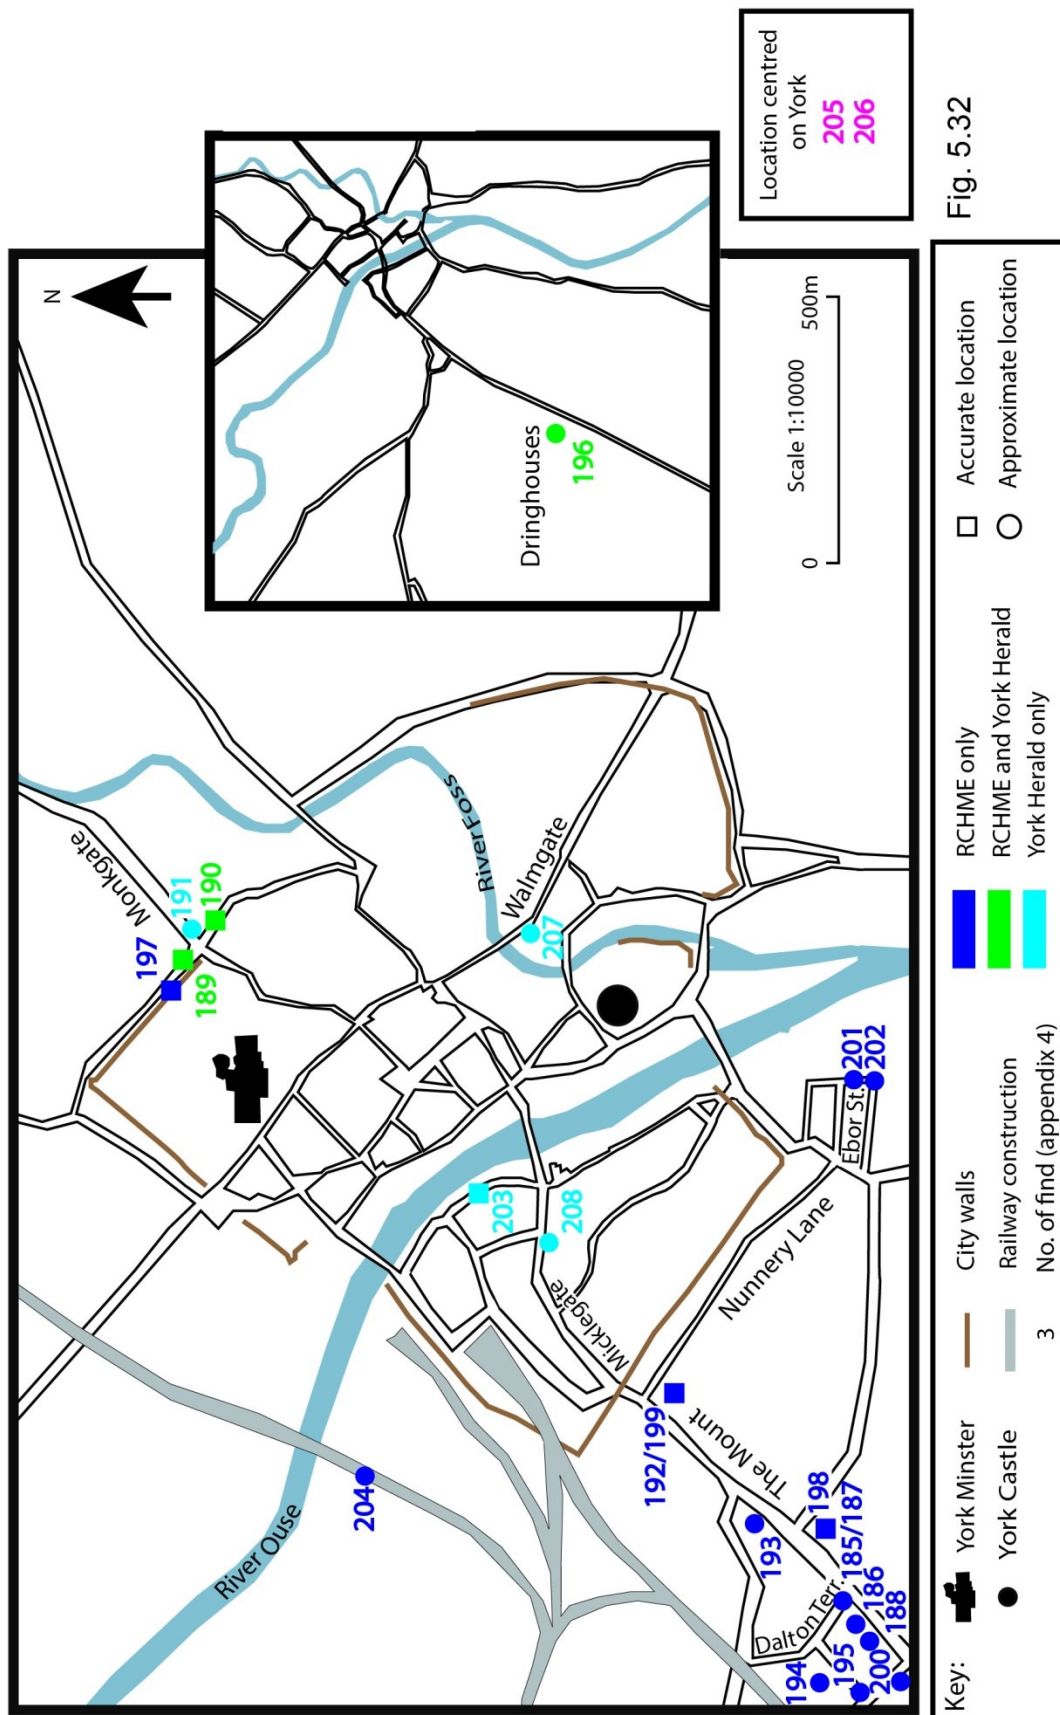 N
Monkgate
191
190
197
189
River Foss
Walmgate
207
River Ouse
204
203
208
Micklegate
192/199
The Mount
Nunnery Lane
Ebor St.
201
202
193
198
185/187
Dalton Terr.
186
188
194
195
200
Dringhouses
196
Scale 1:10000
0
500m
Location centred
on York
205
206
Fig. 5.32
Key:
York Minster
York Castle
City walls
Railway construction
3
No. of find (appendix 4)
RCHME only
RCHME and York Herald
York Herald only
Accurate location
Approximate location